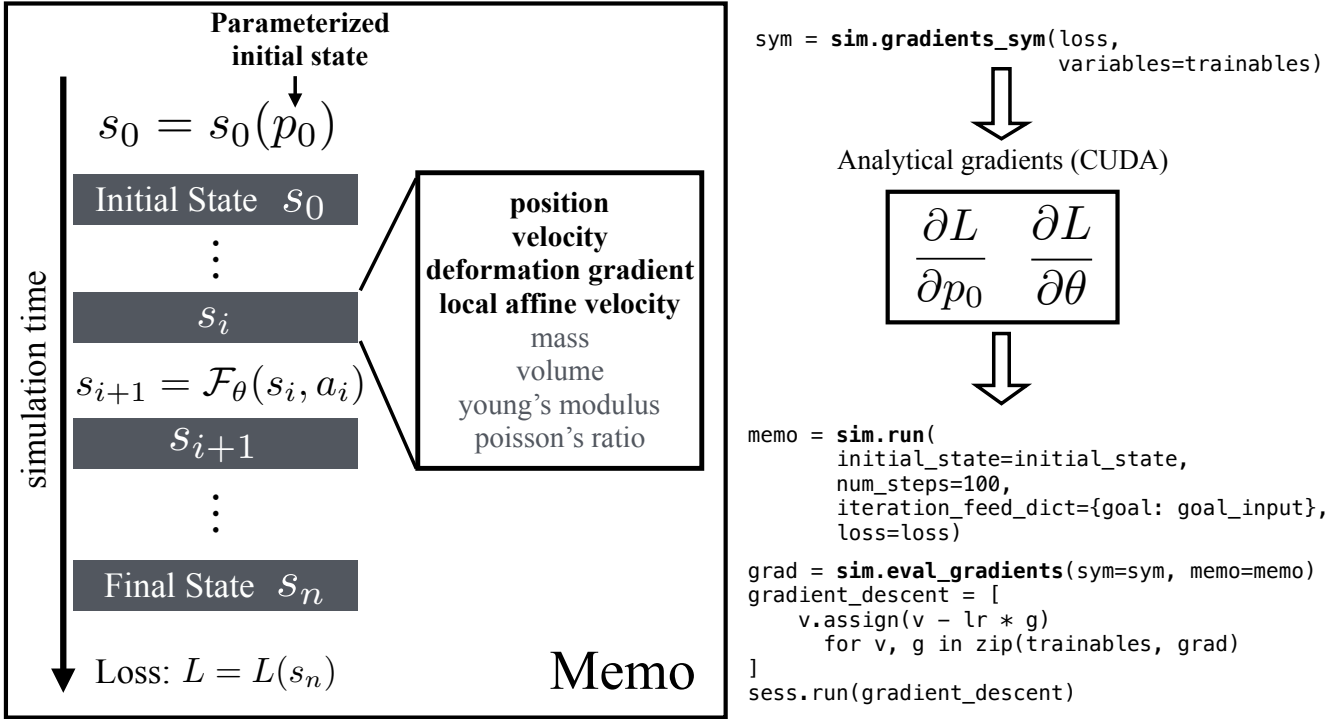 Parameterized
initial state
s_0 = s_0(p_0)
Initial State s_0
⋮
s_i
s_{i+1} = \mathcal{F}_θ(s_i, a_i)
s_{i+1}
⋮
Final State s_n
Loss: L = L(s_n)
simulation time
position
velocity
deformation gradient
local affine velocity
mass
volume
young's modulus
poisson's ratio
Memo
sym = sim.gradients_sym(loss,
variables=trainables)
Analytical gradients (CUDA)
∂L/∂p_0 ∂L/∂θ
memo = sim.run(
initial_state=initial_state,
num_steps=100,
iteration_feed_dict={goal: goal_input},
loss=loss)
grad = sim.eval_gradients(sym=sym, memo=memo)
gradient_descent = [
v.assign(v - lr * g)
for v, g in zip(trainables, grad)
]
sess.run(gradient_descent)